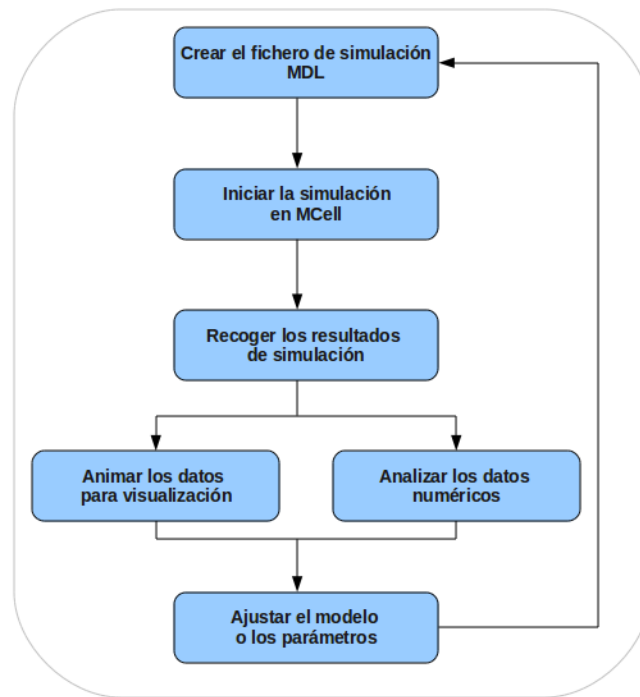 Crear el fichero de simulación
MDL
Iniciar la simulación
en MCell
Recoger los resultados
de simulación
Animar los datos
para visualización
Analizar los datos
numéricos
Ajustar el modelo
o los parámetros